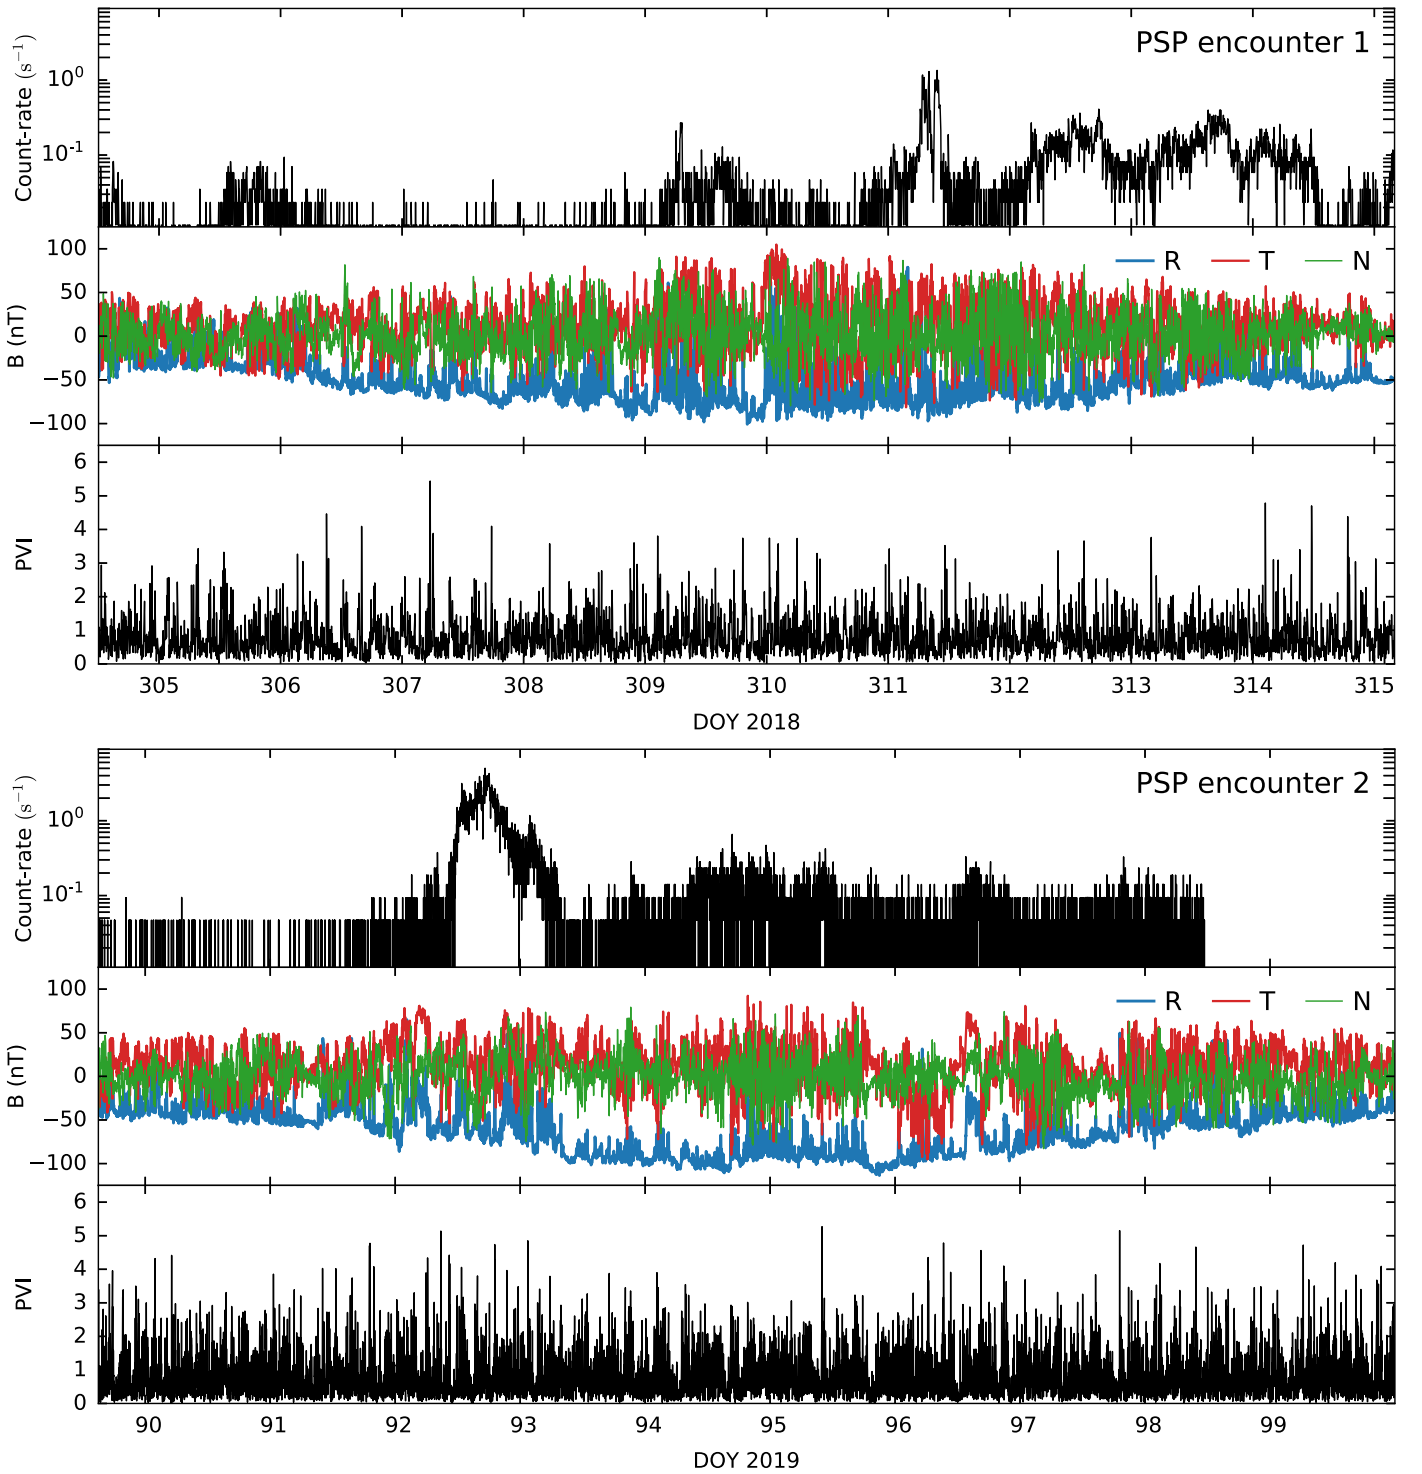 PSP encounter 1
Count-rate (s⁻¹)
10⁰
10⁻¹
R T N
B (nT)
100
50
0
−50
−100
PVI
6
5
4
3
2
1
0
305 306 307 308 309 310 311 312 313 314 315
DOY 2018
PSP encounter 2
Count-rate (s⁻¹)
10⁰
10⁻¹
R T N
B (nT)
100
50
0
−50
−100
PVI
6
5
4
3
2
1
0
90 91 92 93 94 95 96 97 98 99
DOY 2019